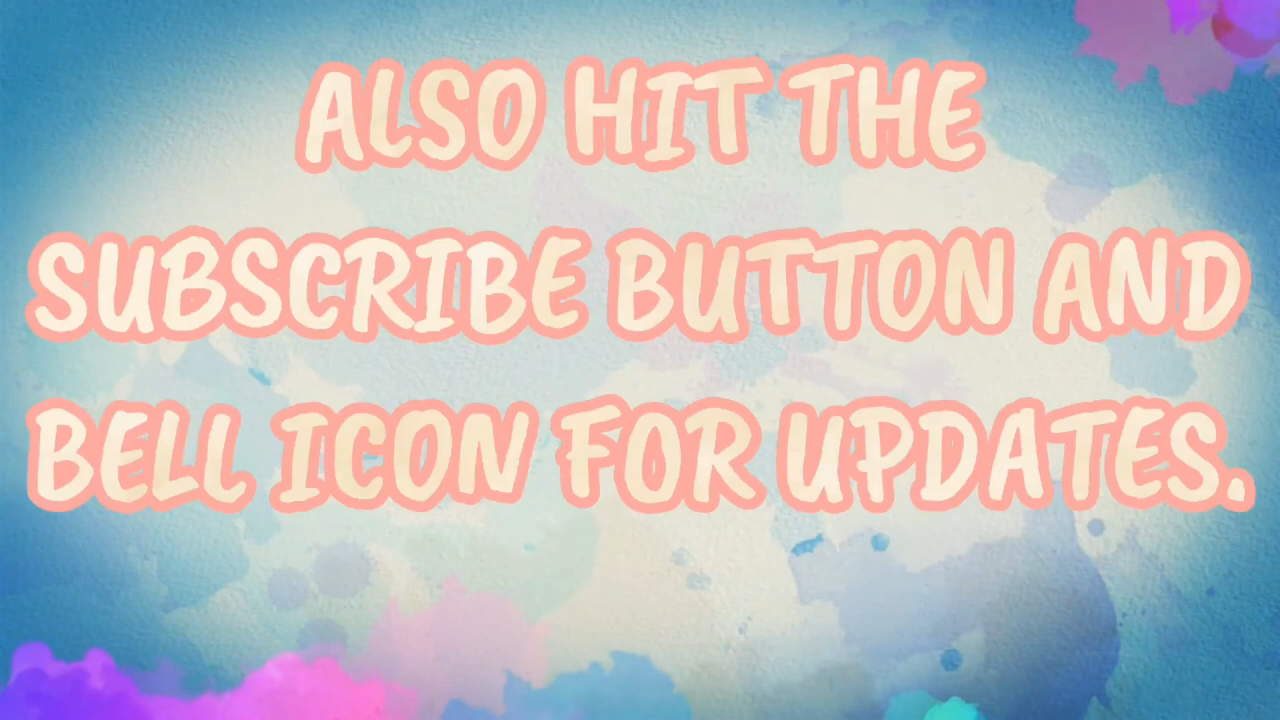 ALSO HIT THE
SUBSCRIBE BUTTON AND
BELL ICON FOR UPDATES.